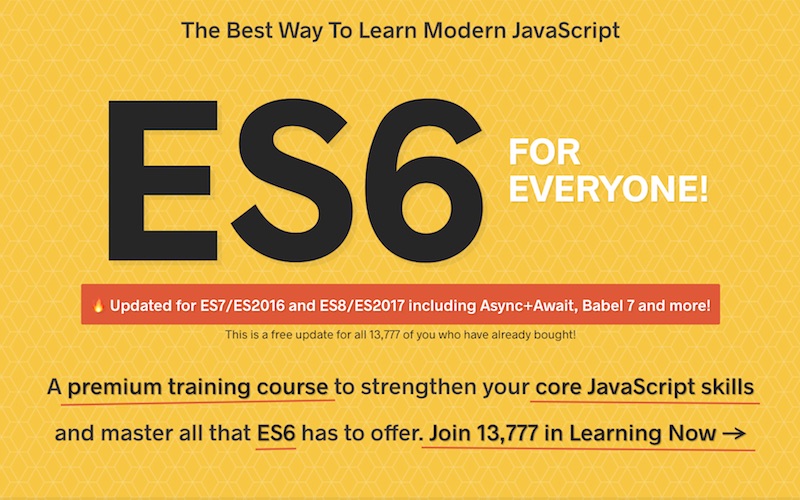 The Best Way To Learn Modern JavaScript
ES6
FOR
EVERYONE!
🔥 Updated for ES7/ES2016 and ES8/ES2017 including Async+Await, Babel 7 and more!
This is a free update for all 13,777 of you who have already bought!
A premium training course to strengthen your core JavaScript skills
and master all that ES6 has to offer. Join 13,777 in Learning Now →